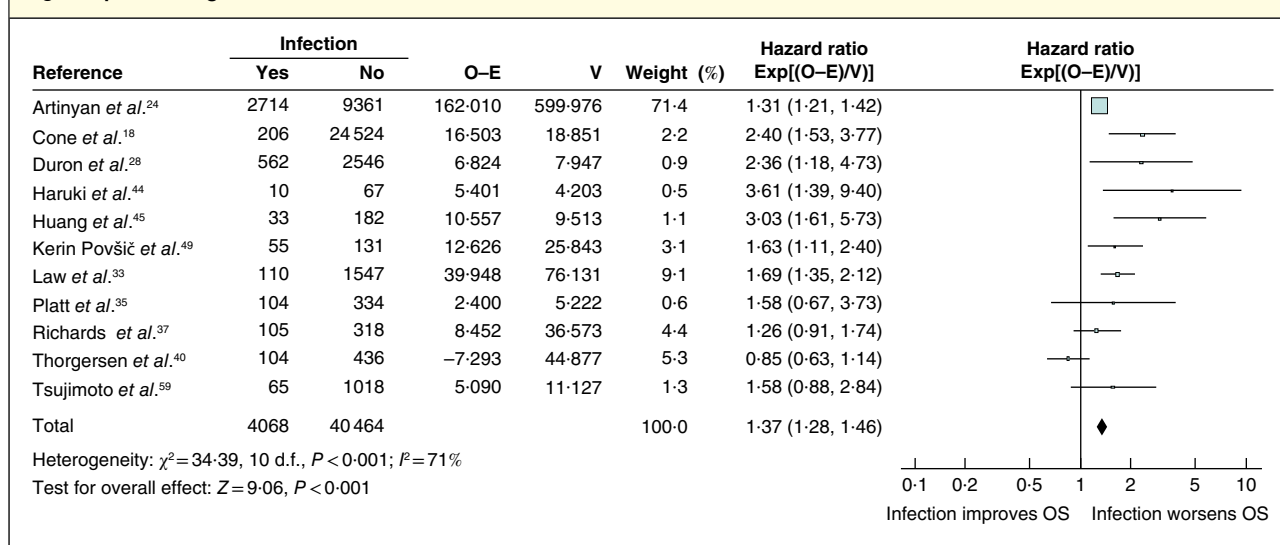 Infection
Hazard ratio
Hazard ratio
Reference Yes No O–E V Weight (%) Exp[(O–E)/V)] Exp[(O–E)/V)]
Artinyan et al.24 2714 9361 162·010 599·976 71·4 1·31 (1·21, 1·42)
Cone et al.18 206 24 524 16·503 18·851 2·2 2·40 (1·53, 3·77)
Duron et al.28 562 2546 6·824 7·947 0·9 2·36 (1·18, 4·73)
Haruki et al.44 10 67 5·401 4·203 0·5 3·61 (1·39, 9·40)
Huang et al.45 33 182 10·557 9·513 1·1 3·03 (1·61, 5·73)
Kerin Povšič et al.49 55 131 12·626 25·843 3·1 1·63 (1·11, 2·40)
Law et al.33 110 1547 39·948 76·131 9·1 1·69 (1·35, 2·12)
Platt et al.35 104 334 2·400 5·222 0·6 1·58 (0·67, 3·73)
Richards et al.37 105 318 8·452 36·573 4·4 1·26 (0·91, 1·74)
Thorgersen et al.40 104 436 –7·293 44·877 5·3 0·85 (0·63, 1·14)
Tsujimoto et al.59 65 1018 5·090 11·127 1·3 1·58 (0·88, 2·84)
Total 4068 40 464 100·0 1·37 (1·28, 1·46)
Heterogeneity: χ2=34·39, 10 d.f., P<0·001; I2=71%
Test for overall effect: Z=9·06, P<0·001
0·1 0·2 0·5 1 2 5 10
Infection improves OS Infection worsens OS